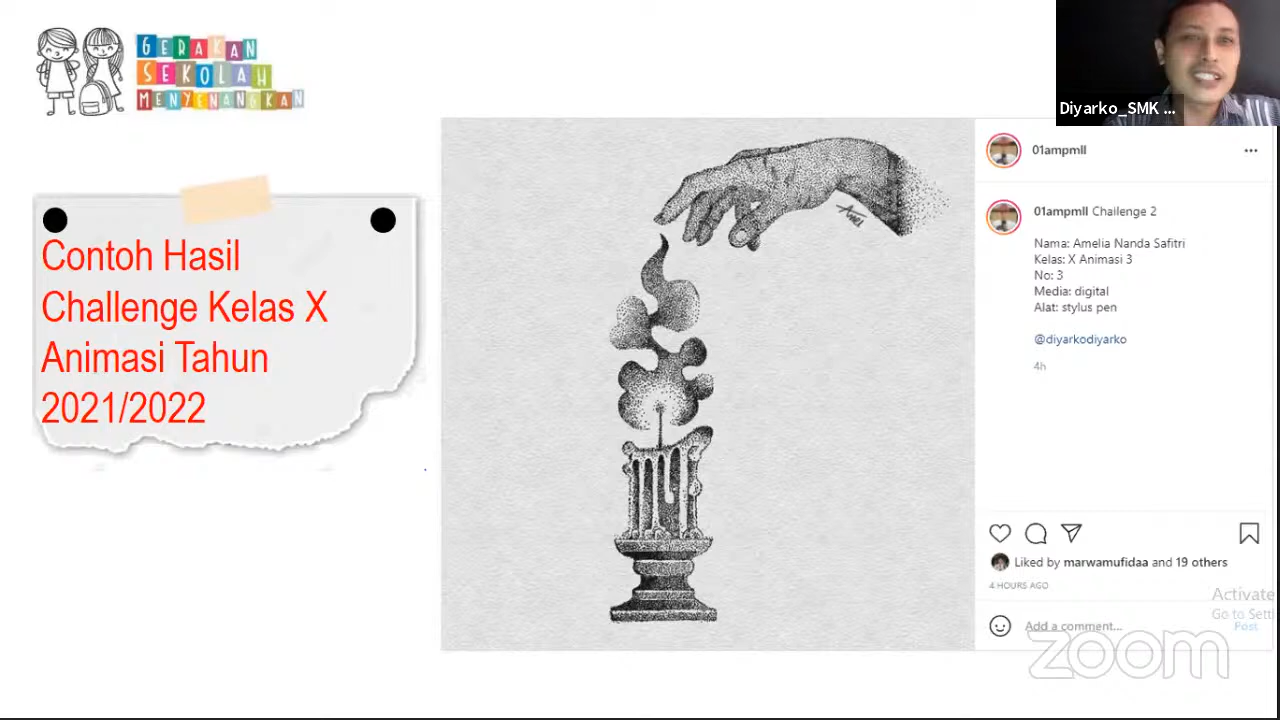 GERAKAN
SEKOLAH
MENYENANGKAN
Diyarko_SMK ...
Contoh Hasil
Challenge Kelas X
Animasi Tahun
2021/2022
01ampmll
01ampmll Challenge 2
Nama: Amelia Nanda Safitri
Kelas: X Animasi 3
No: 3
Media: digital
Alat: stylus pen
@diyarkodiyarko
4h
Liked by marwamufidaa and 19 others
4 HOURS AGO
Activate
Go to Setti
Add a comment...
Post
zoom